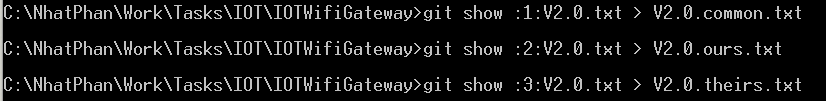 C:\NhatPhan\Work\Tasks\IOT\IOTWifiGateway>git show :1:V2.0.txt > V2.0.common.txt
C:\NhatPhan\Work\Tasks\IOT\IOTWifiGateway>git show :2:V2.0.txt > V2.0.ours.txt
C:\NhatPhan\Work\Tasks\IOT\IOTWifiGateway>git show :3:V2.0.txt > V2.0.theirs.txt